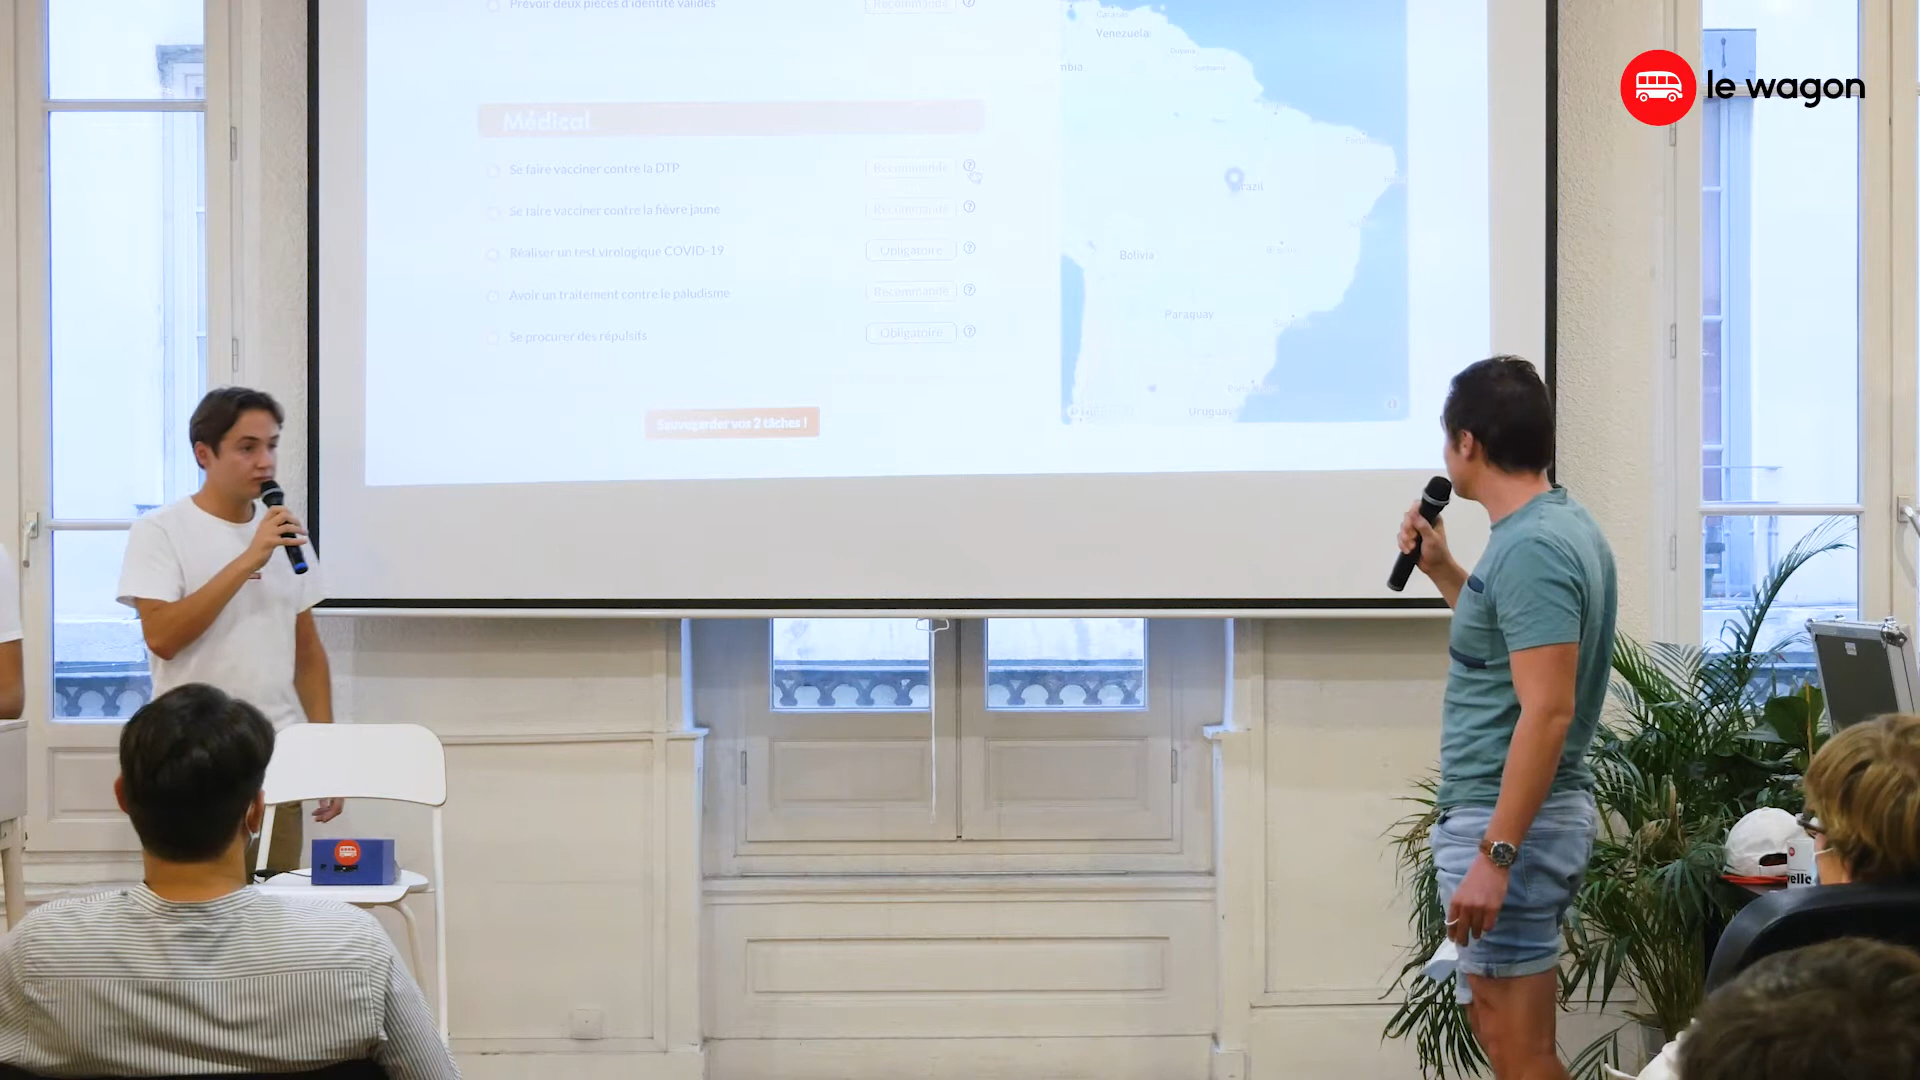 Prévoir deux pièces d'identité valides
Recommandé
Médical
Se faire vacciner contre la DTP
Recommandé
Se faire vacciner contre la fièvre jaune
Recommandé
Réaliser un test virologique COVID-19
Obligatoire
Avoir un traitement contre le paludisme
Recommandé
Se procurer des répulsifs
Obligatoire
Sauvegarder vos 2 tâches !
Venezuela
Suriname
Brazil
Bolivia
Paraguay
Uruguay
le wagon